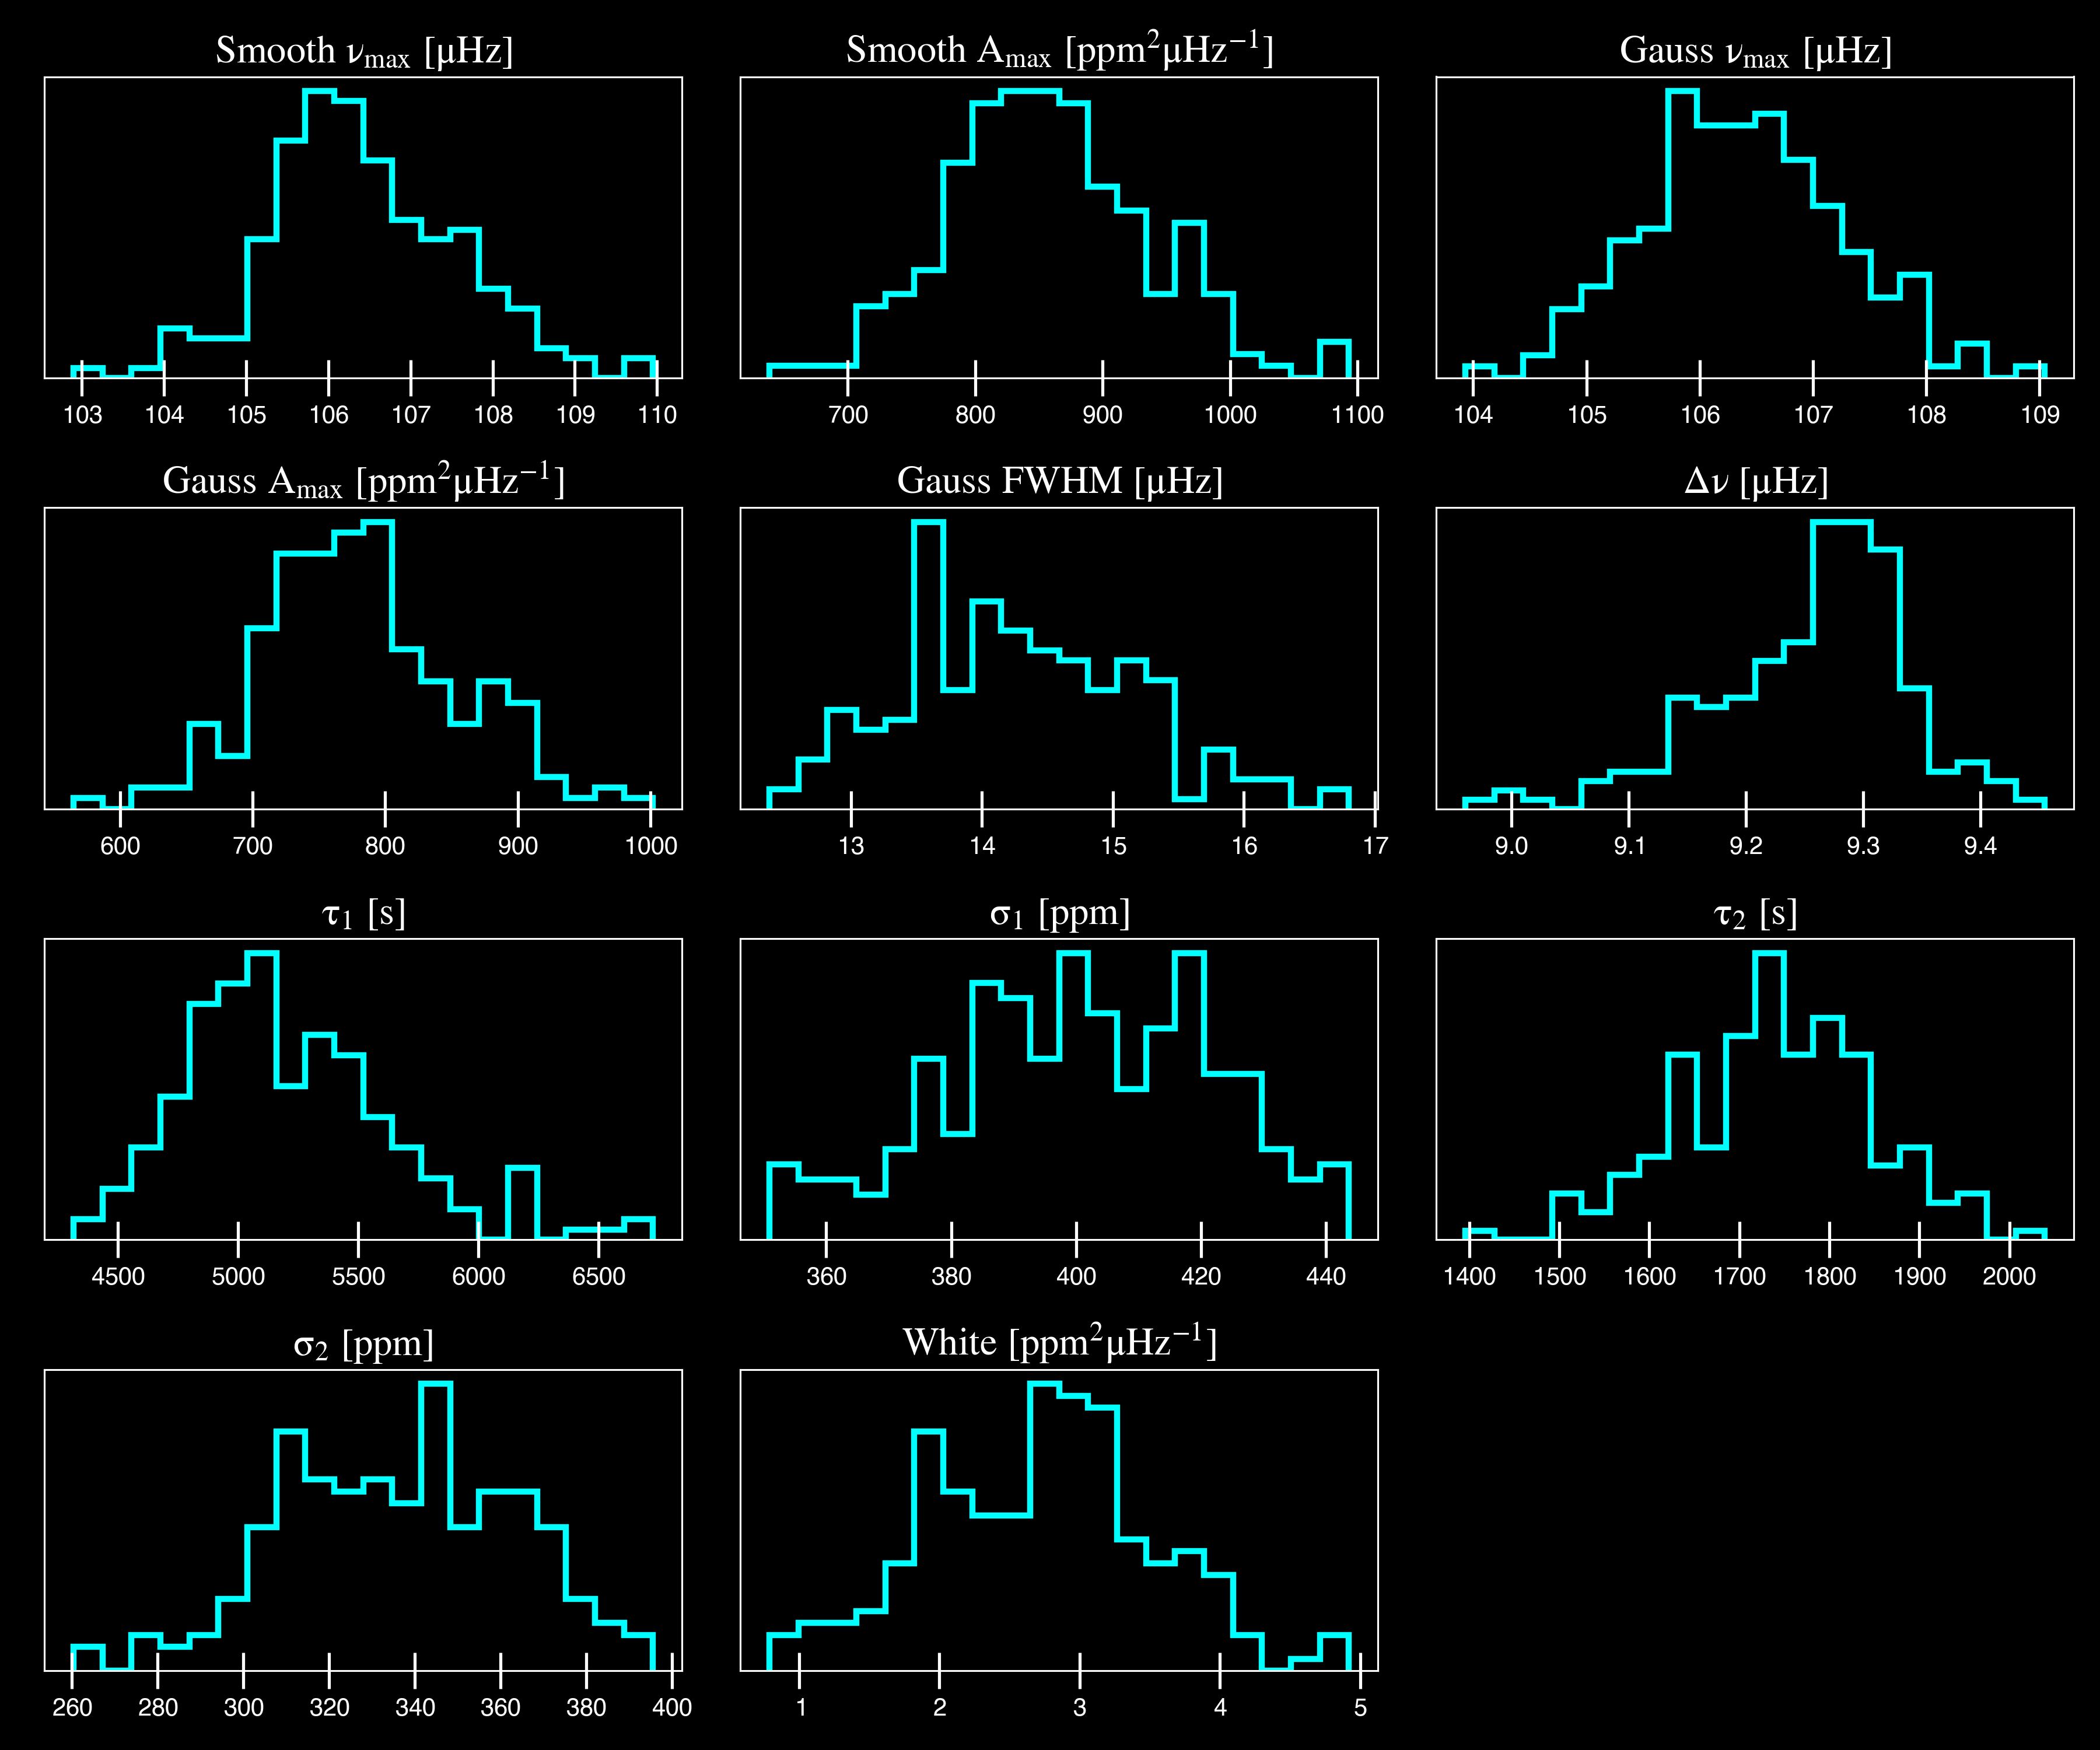 Smooth ν_max [μHz]
Smooth A_max [ppm²μHz⁻¹]
Gauss ν_max [μHz]
103 104 105 106 107 108 109 110
700 800 900 1000 1100
104 105 106 107 108 109
Gauss A_max [ppm²μHz⁻¹]
Gauss FWHM [μHz]
Δν [μHz]
600 700 800 900 1000
13 14 15 16 17
9.0 9.1 9.2 9.3 9.4
τ₁ [s]
σ₁ [ppm]
τ₂ [s]
4500 5000 5500 6000 6500
360 380 400 420 440
1400 1500 1600 1700 1800 1900 2000
σ₂ [ppm]
White [ppm²μHz⁻¹]
260 280 300 320 340 360 380 400
1 2 3 4 5